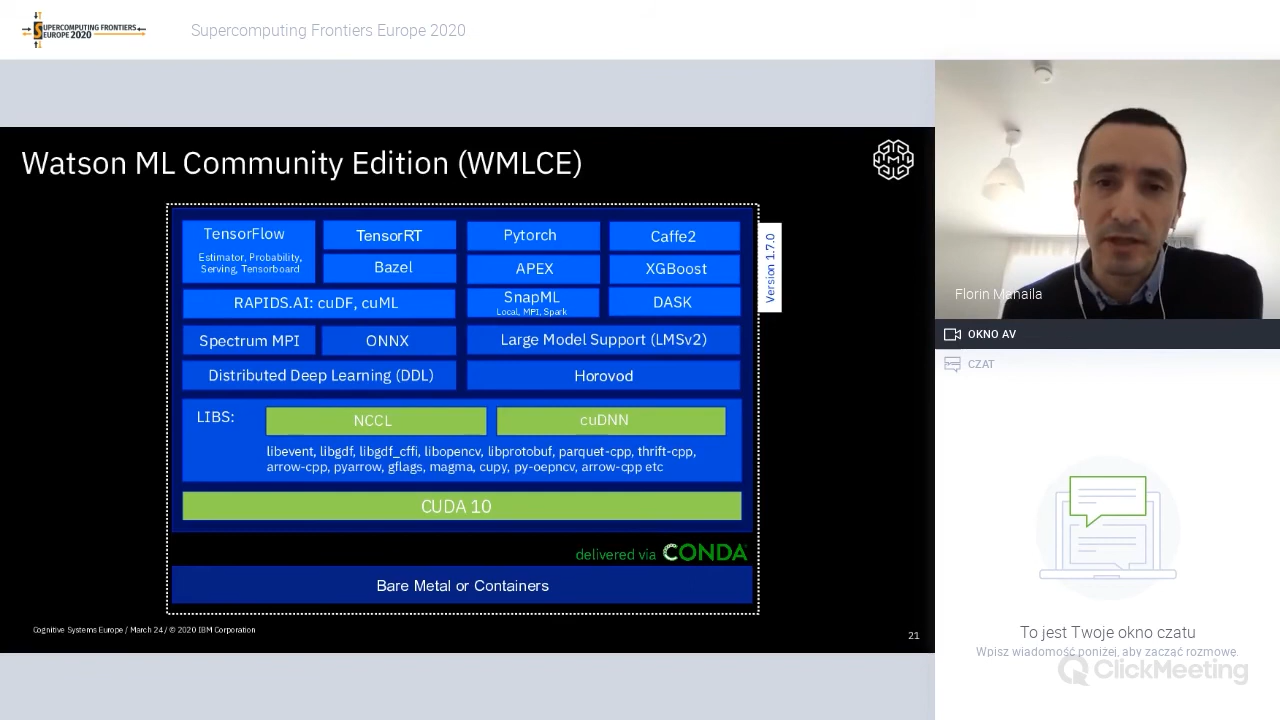 SUPERCOMPUTING FRONTIERS
EUROPE 2020
Supercomputing Frontiers Europe 2020
Watson ML Community Edition (WMLCE)
TensorFlow
Estimator, Probability,
Serving, Tensorboard
TensorRT
Bazel
Pytorch
Caffe2
APEX
XGBoost
RAPIDS.AI: cuDF, cuML
SnapML
Local, MPI, Spark
DASK
Spectrum MPI
ONNX
Large Model Support (LMSv2)
Distributed Deep Learning (DDL)
Horovod
LIBS:
NCCL
cuDNN
libevent, libgdf, libgdf_cffi, libopencv, libprotobuf, parquet-cpp, thrift-cpp,
arrow-cpp, pyarrow, gflags, magma, cupy, py-oepncv, arrow-cpp etc
CUDA 10
delivered via CONDA
Bare Metal or Containers
Version 1.7.0
Cognitive Systems Europe / March 24 / © 2020 IBM Corporation
21
Florin Manaila
OKNO AV
CZAT
To jest Twoje okno czatu
Wpisz wiadomość poniżej, aby zacząć rozmowę.
ClickMeeting